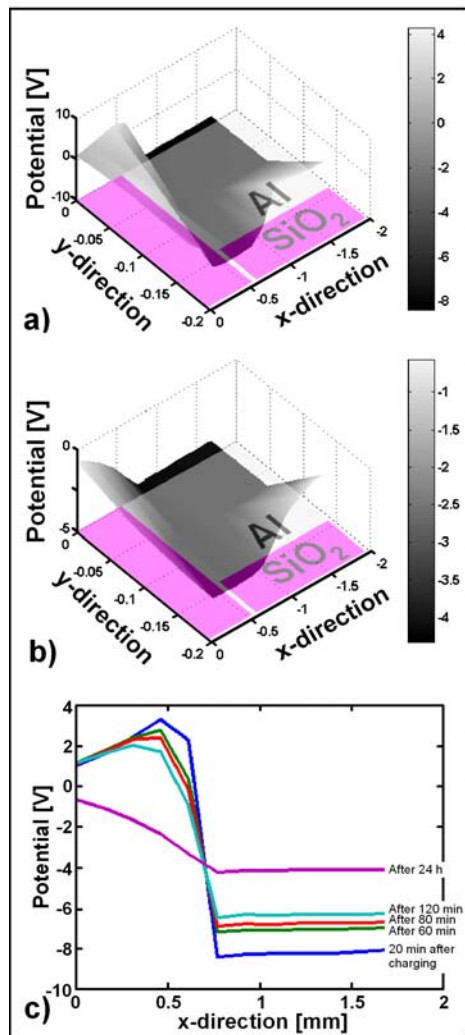 Potential [V]
10
0
-10
0
-0.05
-0.1
-0.15
-0.2
y-direction
0
-0.5
-1
-1.5
-2
x-direction
Al
SiO2
4
2
0
-2
-4
-6
-8
a)
Potential [V]
0
-5
0
-0.05
-0.1
-0.15
-0.2
y-direction
0
-0.5
-1
-1.5
-2
x-direction
Al
SiO2
-1
-1.5
-2
-2.5
-3
-3.5
-4
b)
Potential [V]
4
2
0
-2
-4
-6
-8
-10
After 24 h
After 120 min
After 80 min
After 60 min
20 min after
charging
0
0.5
1
1.5
2
x-direction [mm]
c)